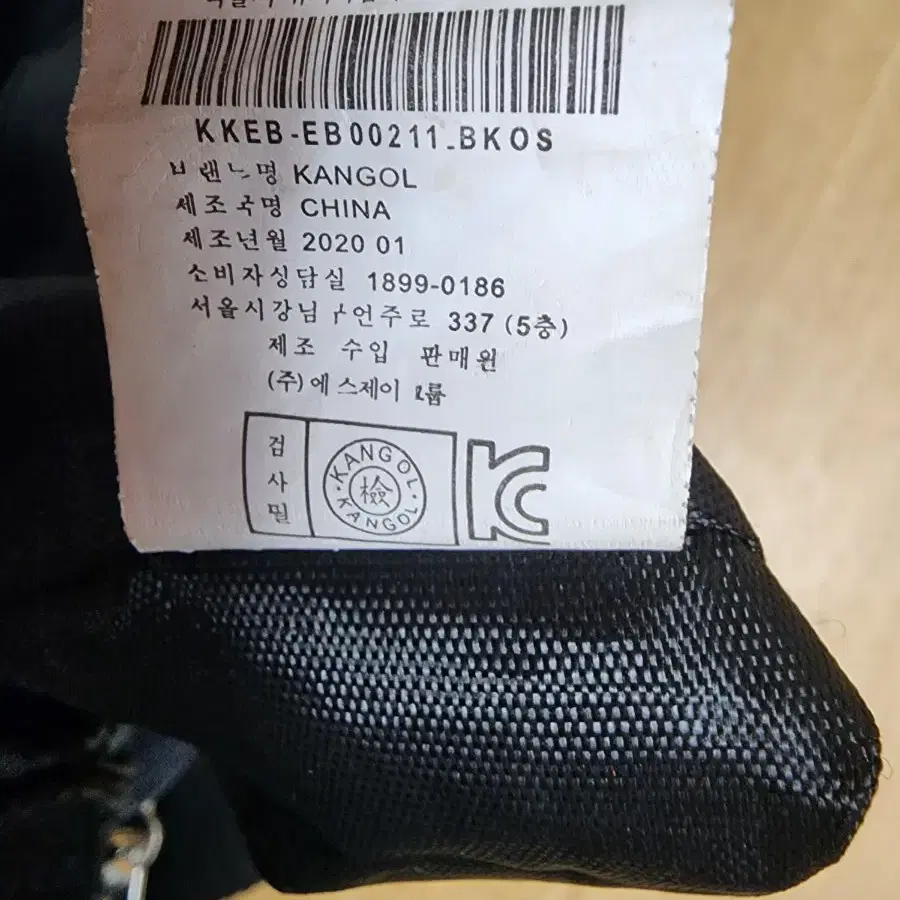 KKEB-EB00211_BKOS
브랜드명 KANGOL
제조국명 CHINA
제조년월 2020 01
소비자상담실 1899-0186
서울시강남구언주로 337 (5층)
제조 수입 판매원
(주)에스제이그룹
검사필
KANGOL
檢
KANGOL
KC